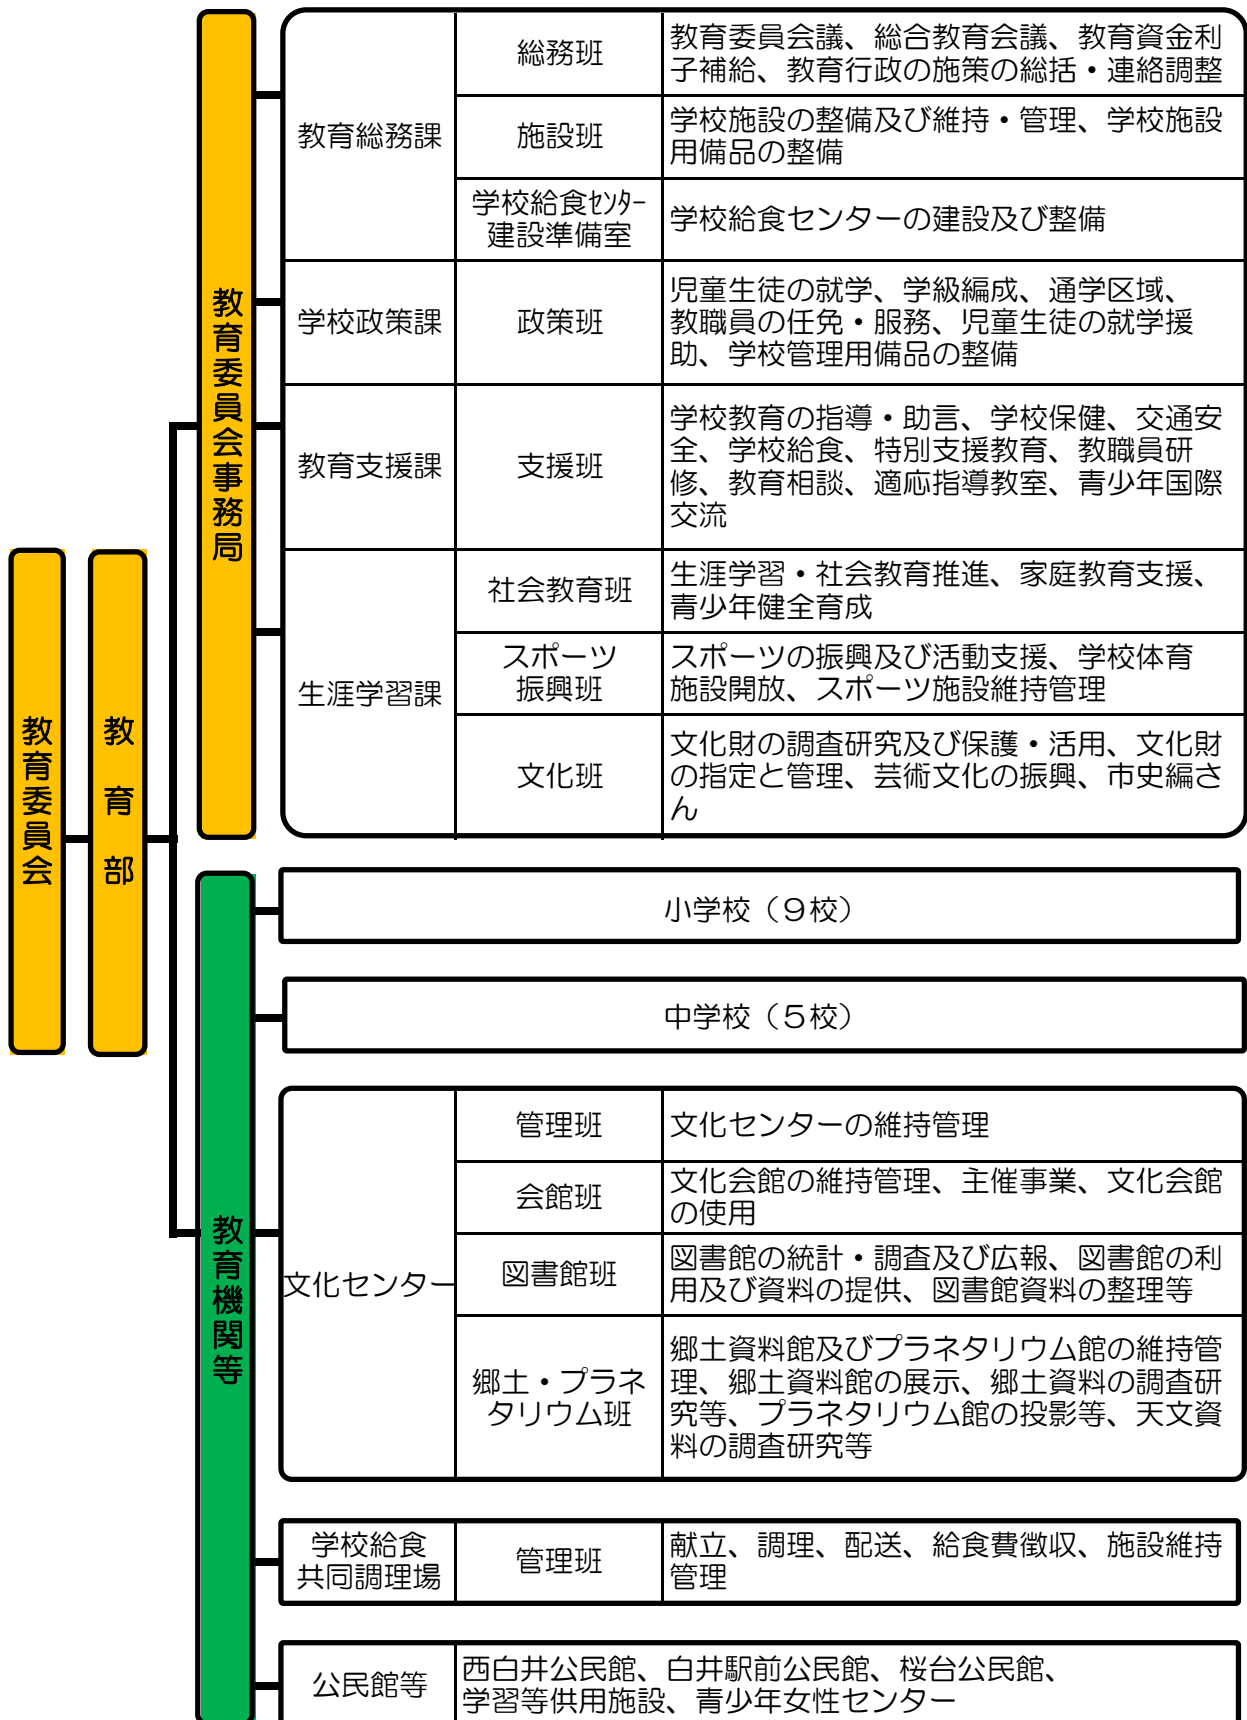 教育委員会
教育部
教育委員会事務局
教育総務課
総務班
教育委員会議、総合教育会議、教育資金利
子補給、教育行政の施策の総括・連絡調整
施設班
学校施設の整備及び維持・管理、学校施設
用備品の整備
学校給食ｾﾝﾀｰ
建設準備室
学校給食センターの建設及び整備
学校政策課
政策班
児童生徒の就学、学級編成、通学区域、
教職員の任免・服務、児童生徒の就学援
助、学校管理用備品の整備
教育支援課
支援班
学校教育の指導・助言、学校保健、交通安
全、学校給食、特別支援教育、教職員研
修、教育相談、適応指導教室、青少年国際
交流
生涯学習課
社会教育班
生涯学習・社会教育推進、家庭教育支援、
青少年健全育成
スポーツ
振興班
スポーツの振興及び活動支援、学校体育
施設開放、スポーツ施設維持管理
文化班
文化財の調査研究及び保護・活用、文化財
の指定と管理、芸術文化の振興、市史編さ
ん
教育機関等
小学校（９校）
中学校（５校）
文化センター
管理班
文化センターの維持管理
会館班
文化会館の維持管理、主催事業、文化会館
の使用
図書館班
図書館の統計・調査及び広報、図書館の利
用及び資料の提供、図書館資料の整理等
郷土・プラネ
タリウム班
郷土資料館及びプラネタリウム館の維持管
理、郷土資料館の展示、郷土資料の調査研
究等、プラネタリウム館の投影等、天文資
料の調査研究等
学校給食
共同調理場
管理班
献立、調理、配送、給食費徴収、施設維持
管理
公民館等
西白井公民館、白井駅前公民館、桜台公民館、
学習等供用施設、青少年女性センター